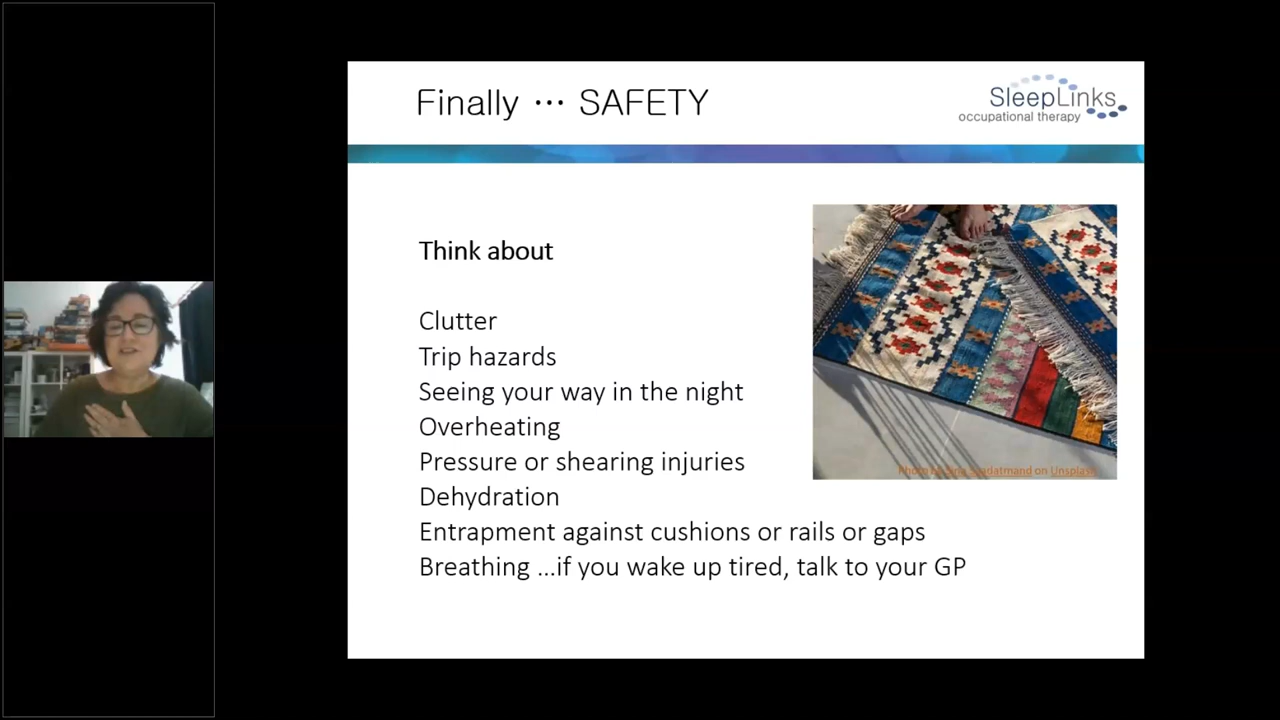 Finally ... SAFETY
SleepLinks
occupational therapy
Think about
Clutter
Trip hazards
Seeing your way in the night
Overheating
Pressure or shearing injuries
Dehydration
Entrapment against cushions or rails or gaps
Breathing ...if you wake up tired, talk to your GP
on Unsplash